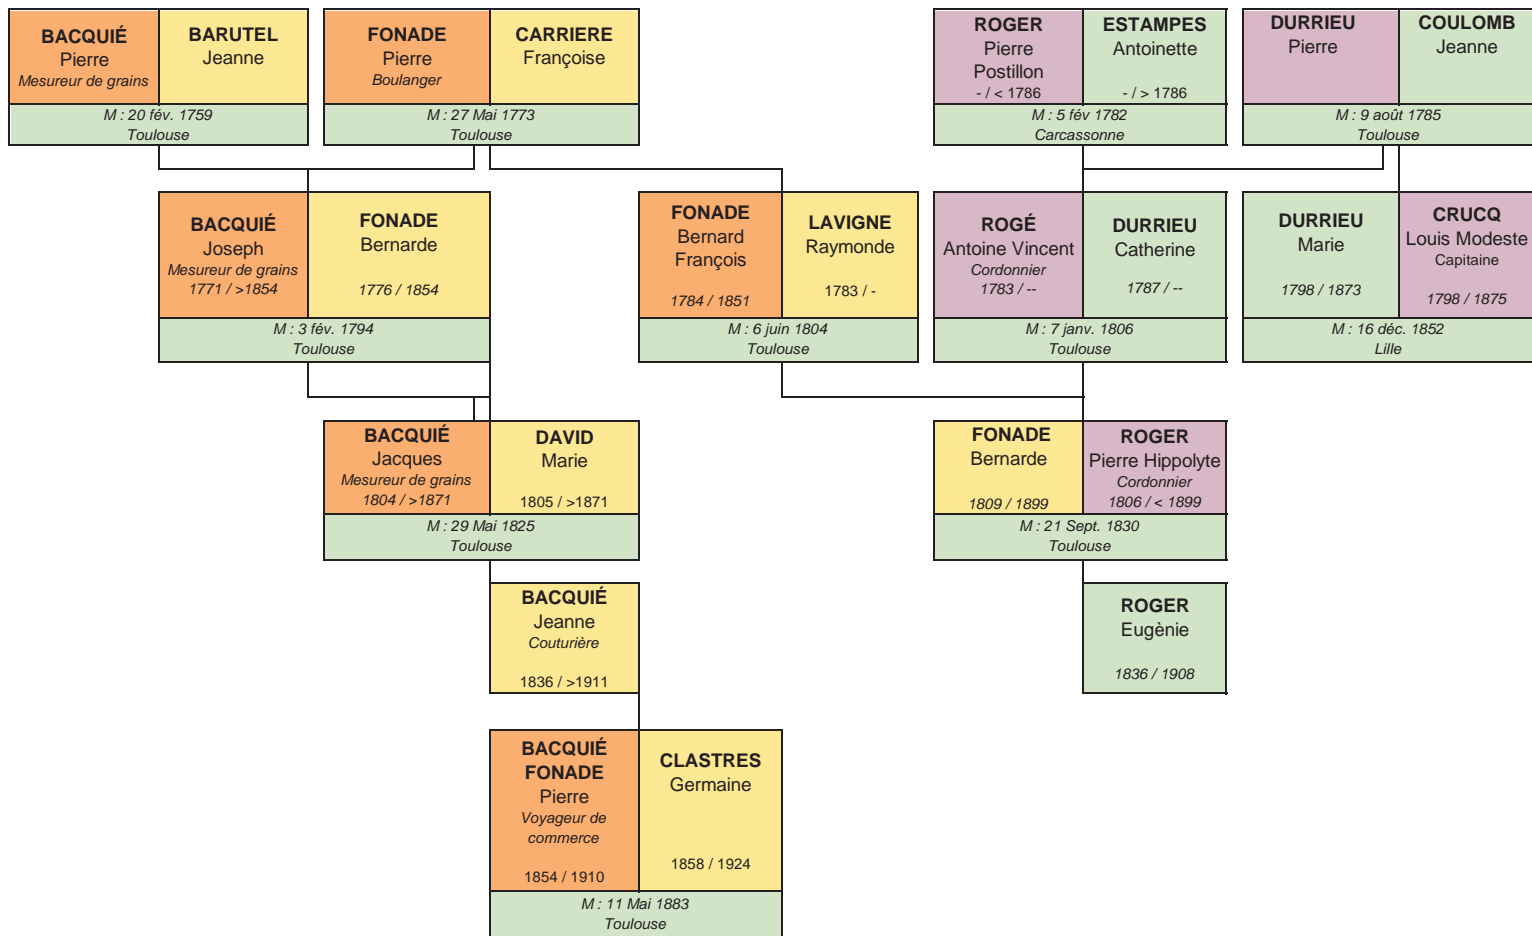 BACQUIÉ
Pierre
Mesureur de grains
BARUTEL
Jeanne
M : 20 fév. 1759
Toulouse
FONADE
Pierre
Boulanger
CARRIERE
Françoise
M : 27 Mai 1773
Toulouse
ROGER
Pierre
Postillon
- / < 1786
ESTAMPES
Antoinette
- / > 1786
M : 5 fév 1782
Carcassonne
DURRIEU
Pierre
COULOMB
Jeanne
M : 9 août 1785
Toulouse
BACQUIÉ
Joseph
Mesureur de grains
1771 / >1854
FONADE
Bernarde
1776 / 1854
M : 3 fév. 1794
Toulouse
FONADE
Bernard
François
1784 / 1851
LAVIGNE
Raymonde
1783 / -
M : 6 juin 1804
Toulouse
ROGÉ
Antoine Vincent
Cordonnier
1783 / --
DURRIEU
Catherine
1787 / --
M : 7 janv. 1806
Toulouse
DURRIEU
Marie
1798 / 1873
CRUCQ
Louis Modeste
Capitaine
1798 / 1875
M : 16 déc. 1852
Lille
BACQUIÉ
Jacques
Mesureur de grains
1804 / >1871
DAVID
Marie
1805 / >1871
M : 29 Mai 1825
Toulouse
FONADE
Bernarde
1809 / 1899
ROGER
Pierre Hippolyte
Cordonnier
1806 / < 1899
M : 21 Sept. 1830
Toulouse
BACQUIÉ
Jeanne
Couturière
1836 / >1911
ROGER
Eugènie
1836 / 1908
BACQUIÉ
FONADE
Pierre
Voyageur de
commerce
1854 / 1910
CLASTRES
Germaine
1858 / 1924
M : 11 Mai 1883
Toulouse